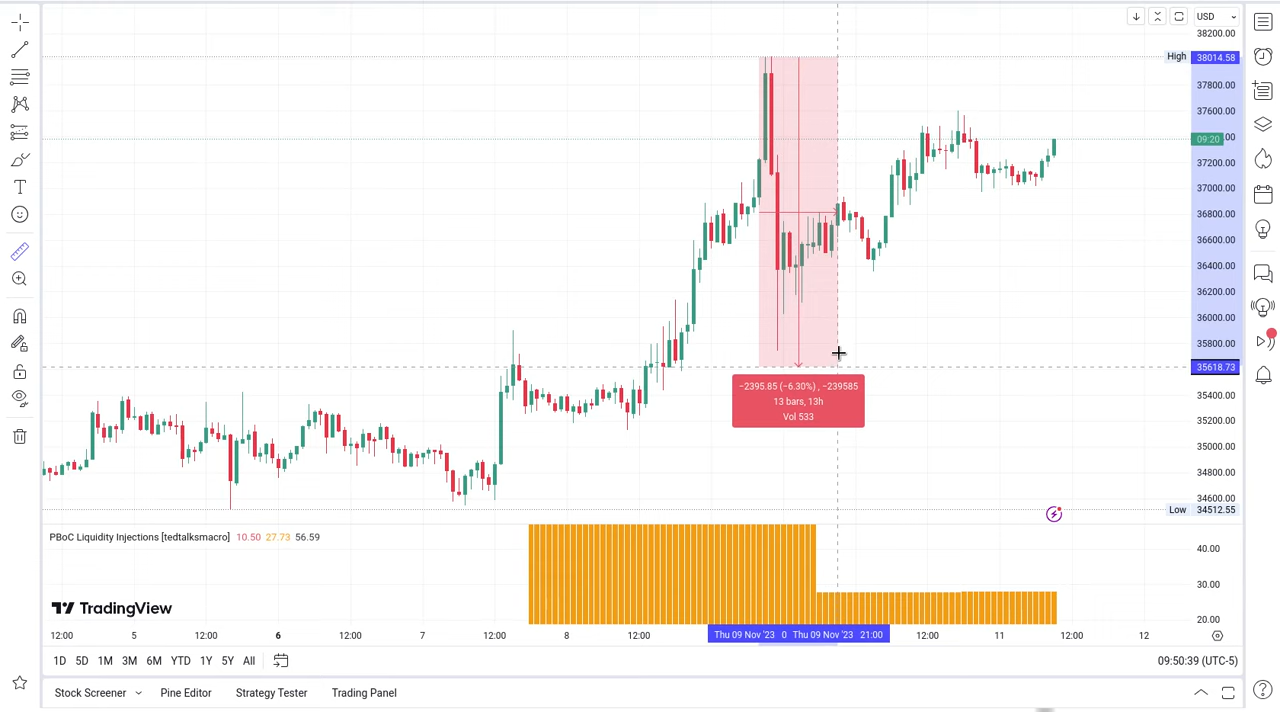 USD
38200.00
High 38014.58
37800.00
37600.00
09:20
00
37200.00
37000.00
36800.00
36600.00
36400.00
36200.00
36000.00
35800.00
35618.73
−2395.85 (−6.30%) , −239585
13 bars, 13h
Vol 533
35400.00
35200.00
35000.00
34800.00
34600.00
Low 34512.55
PBoC Liquidity Injections [tedtalksmacro] 10.50 27.73 56.59
40.00
30.00
20.00
TradingView
12:00 5 12:00 6 12:00 7 12:00 8 12:00 Thu 09 Nov '23 0 Thu 09 Nov '23 21:00 12:00 11 12:00 12
1D 5D 1M 3M 6M YTD 1Y 5Y All 09:50:39 (UTC-5)
Stock Screener Pine Editor Strategy Tester Trading Panel